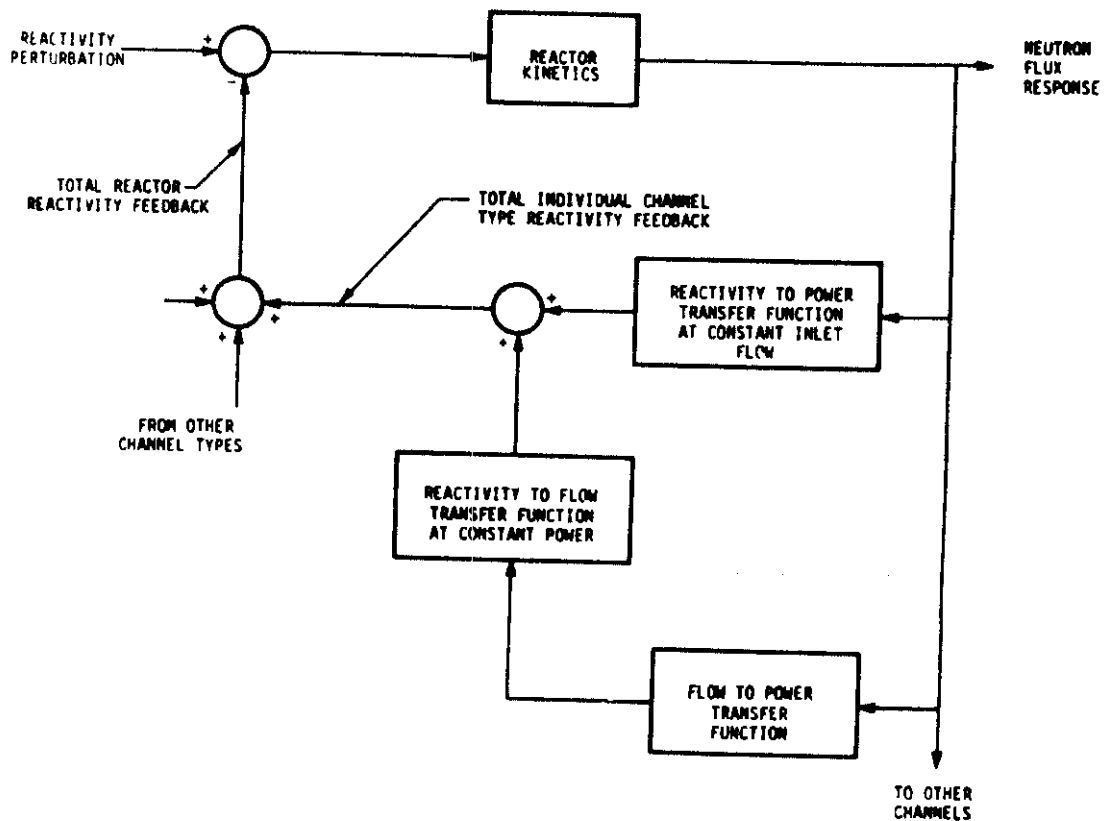 REACTIVITY
PERTURBATION
+
-
REACTOR
KINETICS
NEUTRON
FLUX
RESPONSE
TOTAL REACTOR
REACTIVITY FEEDBACK
TOTAL INDIVIDUAL CHANNEL
TYPE REACTIVITY FEEDBACK
+
+
+
+
+
REACTIVITY TO POWER
TRANSFER FUNCTION
AT CONSTANT INLET
FLOW
FROM OTHER
CHANNEL TYPES
REACTIVITY TO FLOW
TRANSFER FUNCTION
AT CONSTANT POWER
FLOW TO POWER
TRANSFER
FUNCTION
TO OTHER
CHANNELS